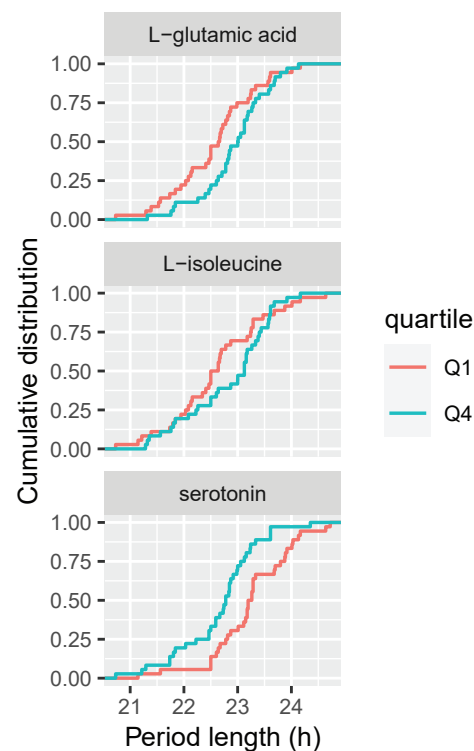 L−glutamic acid
1.00
0.75
0.50
0.25
0.00
L−isoleucine
1.00
0.75
0.50
0.25
0.00
serotonin
1.00
0.75
0.50
0.25
0.00
21 22 23 24
Period length (h)
Cumulative distribution
quartile
Q1
Q4